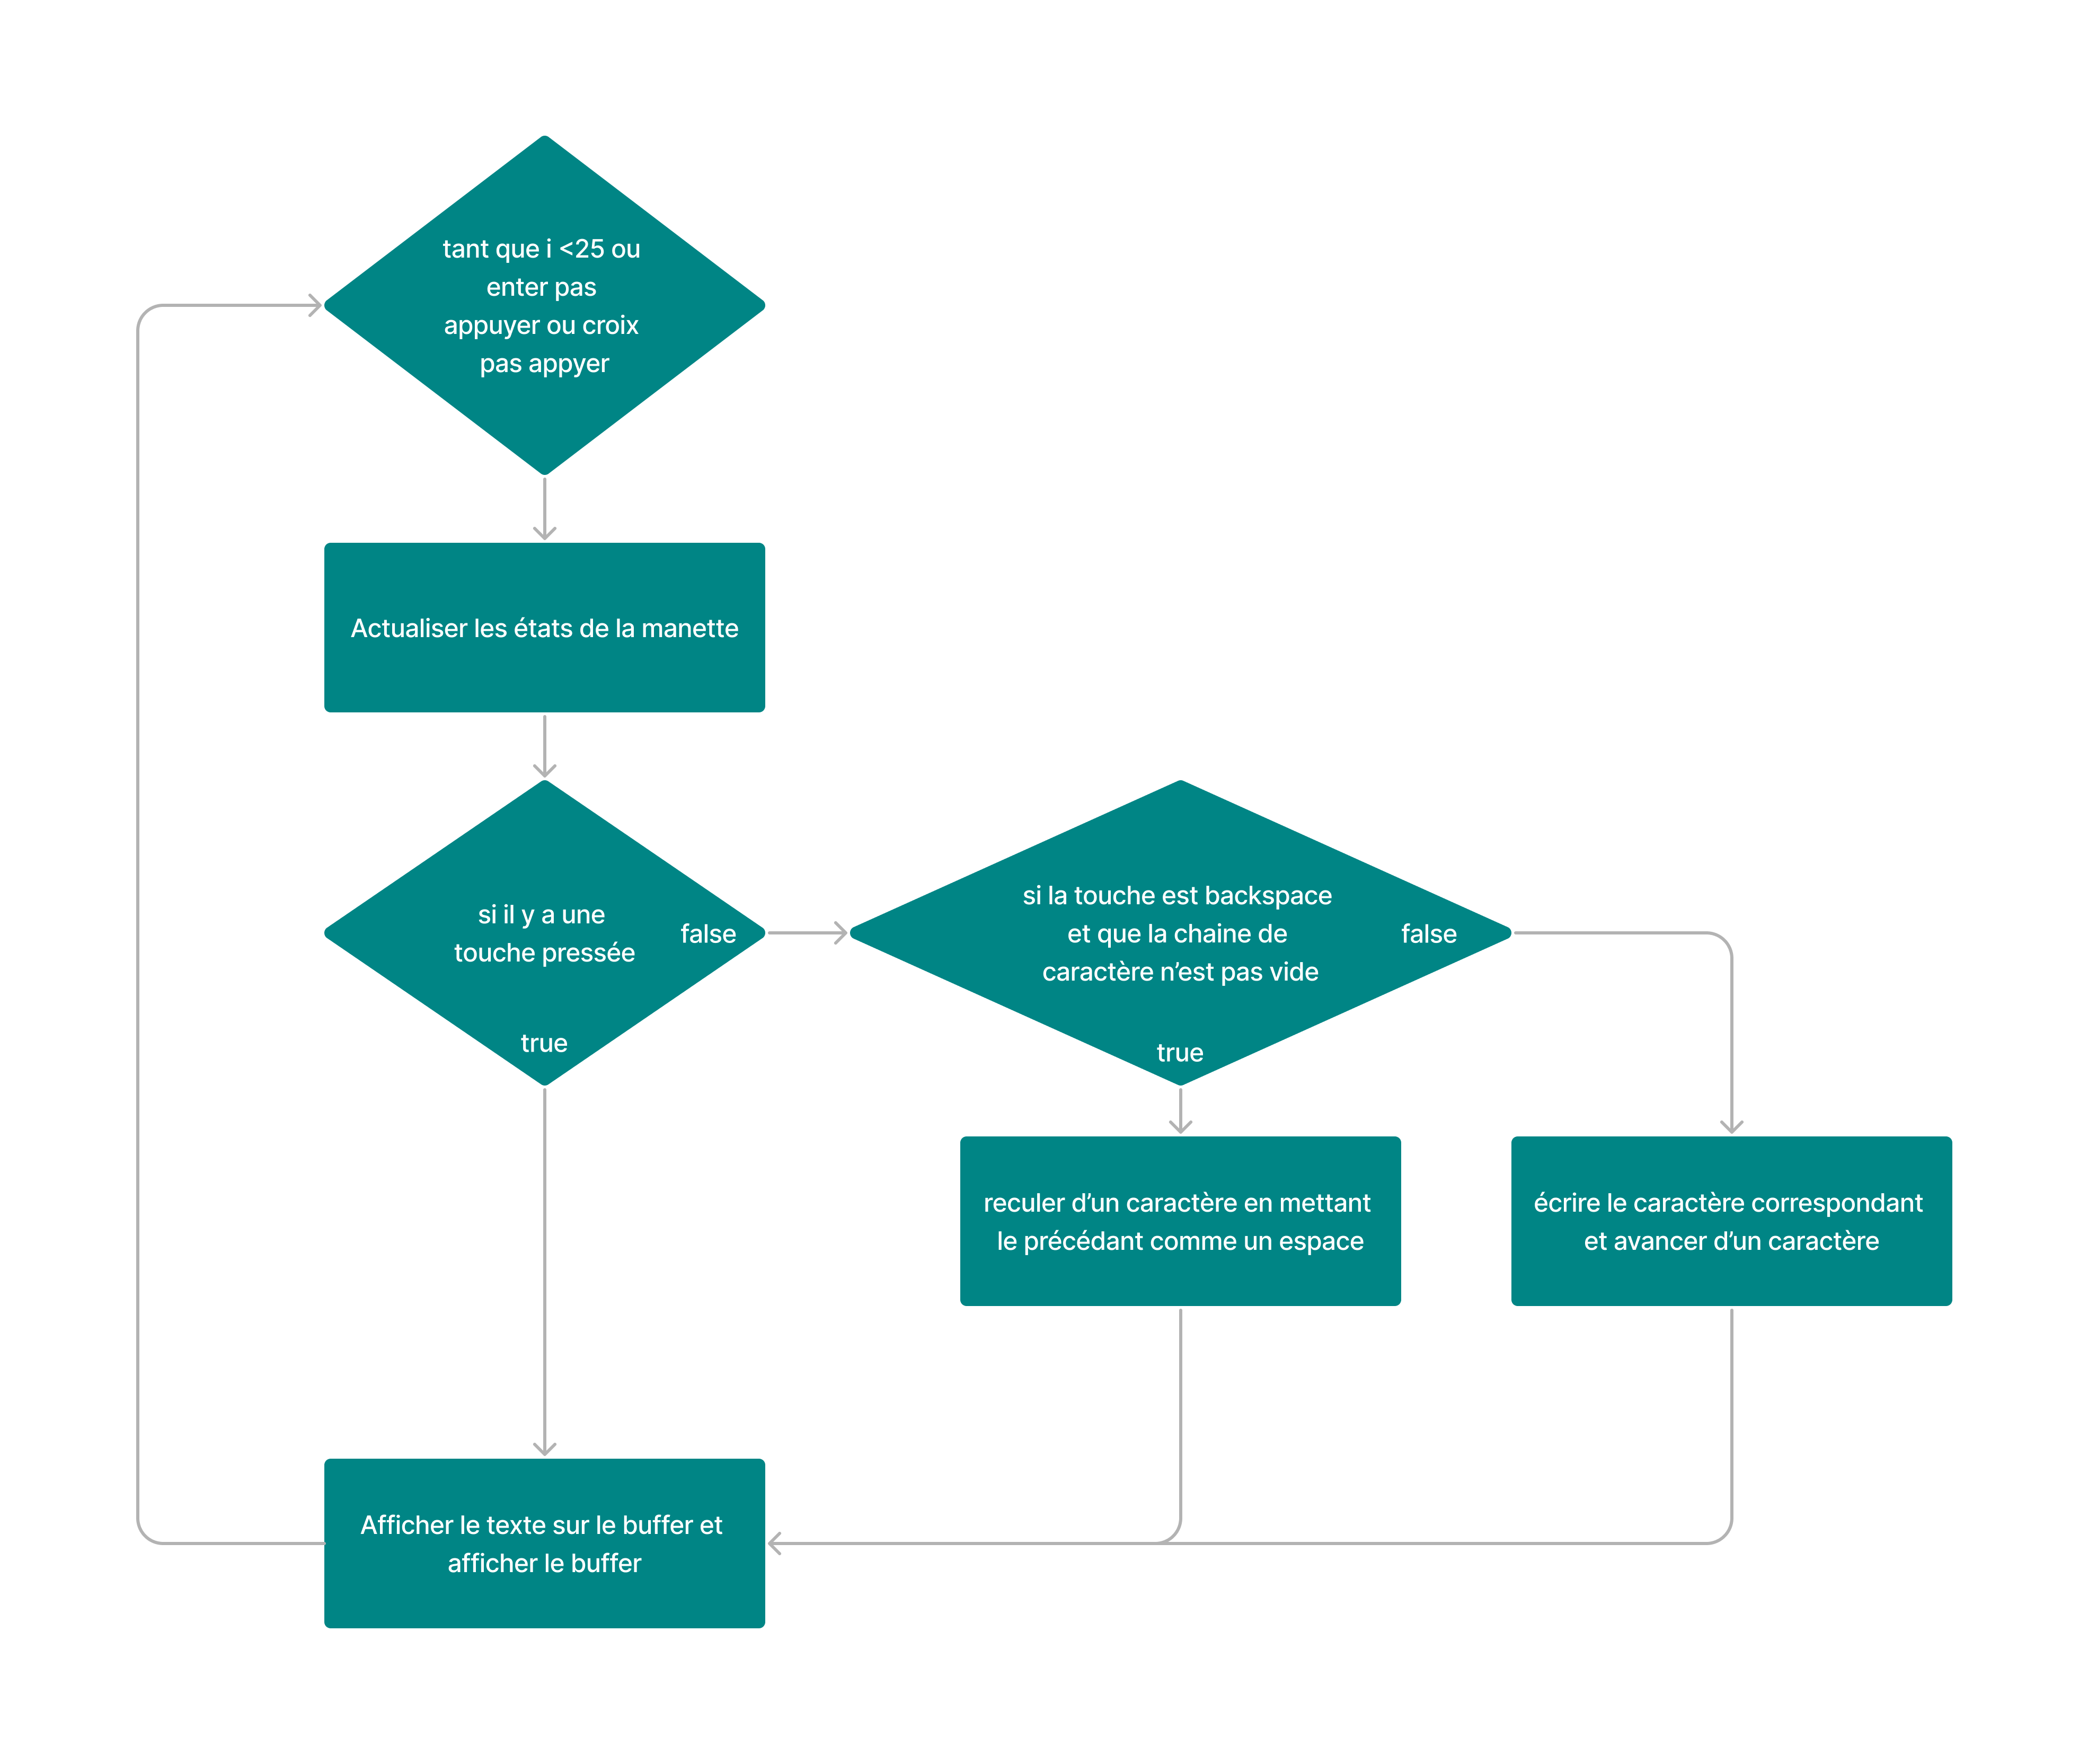 tant que i <25 ou
enter pas
appuyer ou croix
pas appyer
Actualiser les états de la manette
si il y a une
touche pressée
false
true
si la touche est backspace
et que la chaine de
caractère n’est pas vide
false
true
reculer d’un caractère en mettant
le précédant comme un espace
écrire le caractère correspondant
et avancer d’un caractère
Afficher le texte sur le buffer et
afficher le buffer